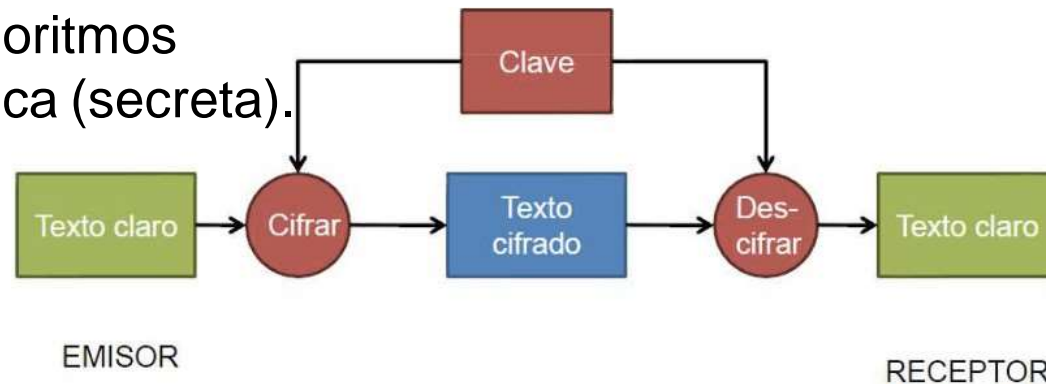 oritmos
ca (secreta).
Clave
Texto claro
Cifrar
Texto
cifrado
Des-
cifrar
Texto claro
EMISOR
RECEPTOR